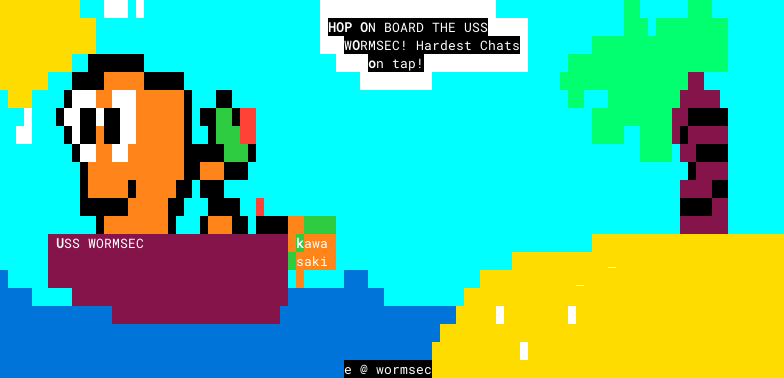 HOP ON BOARD THE USS
WORMSEC! Hardest Chats
on tap!
USS WORMSEC
kawa
saki
e @ wormsec